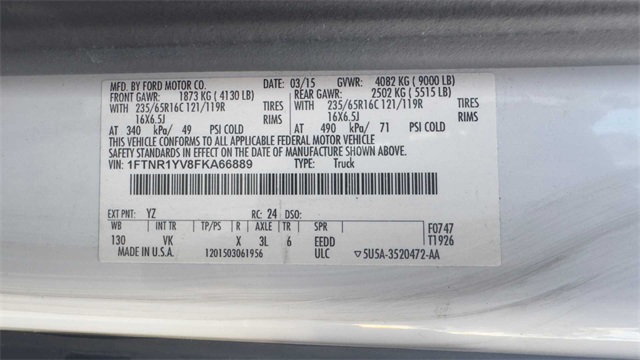 MFD. BY FORD MOTOR CO. DATE: 03/15 GVWR: 4082 KG ( 9000 LB)
FRONT GAWR: 1873 KG ( 4130 LB) REAR GAWR: 2502 KG ( 5515 LB)
WITH 235/65R16C 121/119R TIRES WITH 235/65R16C 121/119R TIRES
16X6.5J RIMS 16X6.5J RIMS
AT 340 kPa/ 49 PSI COLD AT 490 kPa/ 71 PSI COLD
THIS VEHICLE CONFORMS TO ALL APPLICABLE FEDERAL MOTOR VEHICLE
SAFETY STANDARDS IN EFFECT ON THE DATE OF MANUFACTURE SHOWN ABOVE.
VIN: 1FTNR1YV8FKA66889 TYPE: Truck
EXT PNT: YZ RC: 24 DSO:
WB INT TR TP/PS R AXLE TR SPR F0747
130 VK X 3L 6 EEDD T1926
MADE IN U.S.A. 1201503061956 ULC ▽5U5A-3520472-AA